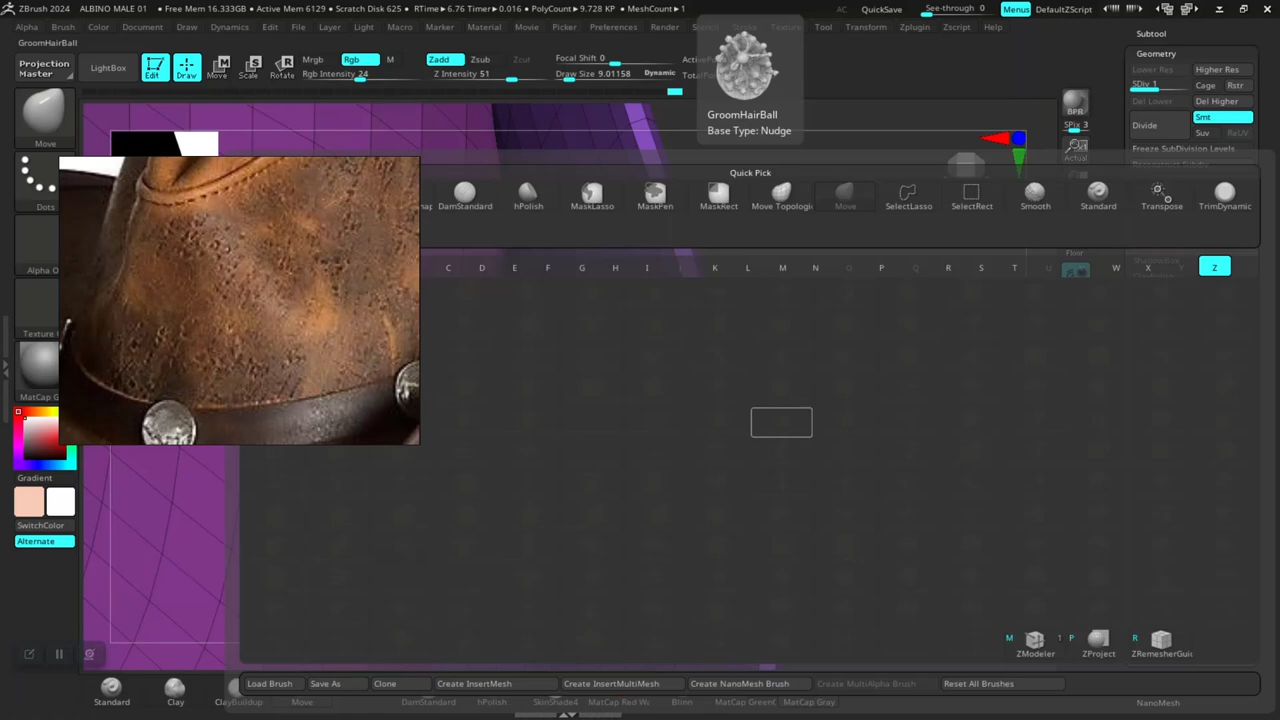 ZBrush 2024 ALBINO MALE 01 • Free Mem 16.333GB • Active Mem 6129 • Scratch Disk 625 • RTime▶6.76 Timer▶0.016 • PolyCount▶9.728 KP • MeshCount▶1 AC QuickSave See-through 0 Menus DefaultZScript
Alpha Brush Color Document Draw Dynamics Edit File Layer Light Macro Marker Material Movie Picker Preferences Render Stencil Texture Tool Transform Zplugin Zscript Help
GroomHairBall
Subtool
Projection Master
LightBox
Edit
Draw
Move
Scale
Rotate
Mrgb Rgb M
Rgb Intensity 24
Zadd Zsub Zcut
Z Intensity 51
Focal Shift 0
Draw Size 9.01158 Dynamic
GroomHairBall
Base Type: Nudge
BPR
SPix 3
Actual
Floor
Geometry
Lower Res Higher Res
SDiv 1 Cage Rstr
Del Lower Del Higher
Divide
Smt
Suv ReUV
Freeze SubDivision Levels
Move
Dots
MatCap G
Gradient
SwitchColor
Alternate
Quick Pick
DamStandard hPolish MaskLasso MaskPen MaskRect Move Topologi Move SelectLasso SelectRect Smooth Standard Transpose TrimDynamic
C D E F G H I K L M N O P Q R S T W X Y Z
M ZModeler 1 P ZProject R ZRemesherGui
Load Brush Save As Clone Create InsertMesh Create InsertMultiMesh Create NanoMesh Brush Create MultiAlpha Brush Reset All Brushes
Standard Clay ClayBuildup Move DamStandard hPolish SkinShade4 MatCap Red W Blinn MatCap Green MatCap Gray NanoMesh